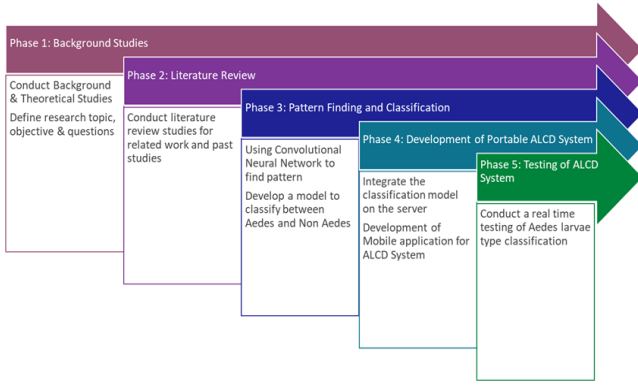 Phase 1: Background Studies
Conduct Background
& Theoretical Studies
Define research topic,
objective & questions
Phase 2: Literature Review
Conduct literature
review studies for
related work and past
studies
Phase 3: Pattern Finding and Classification
Using Convolutional
Neural Network to
find pattern
Develop a model to
classify between
Aedes and Non Aedes
Phase 4: Development of Portable ALCD System
Integrate the
classification model
on the server
Development of
Mobile application for
ALCD System
Phase 5: Testing of ALCD
System
Conduct a real time
testing of Aedes larvae
type classification